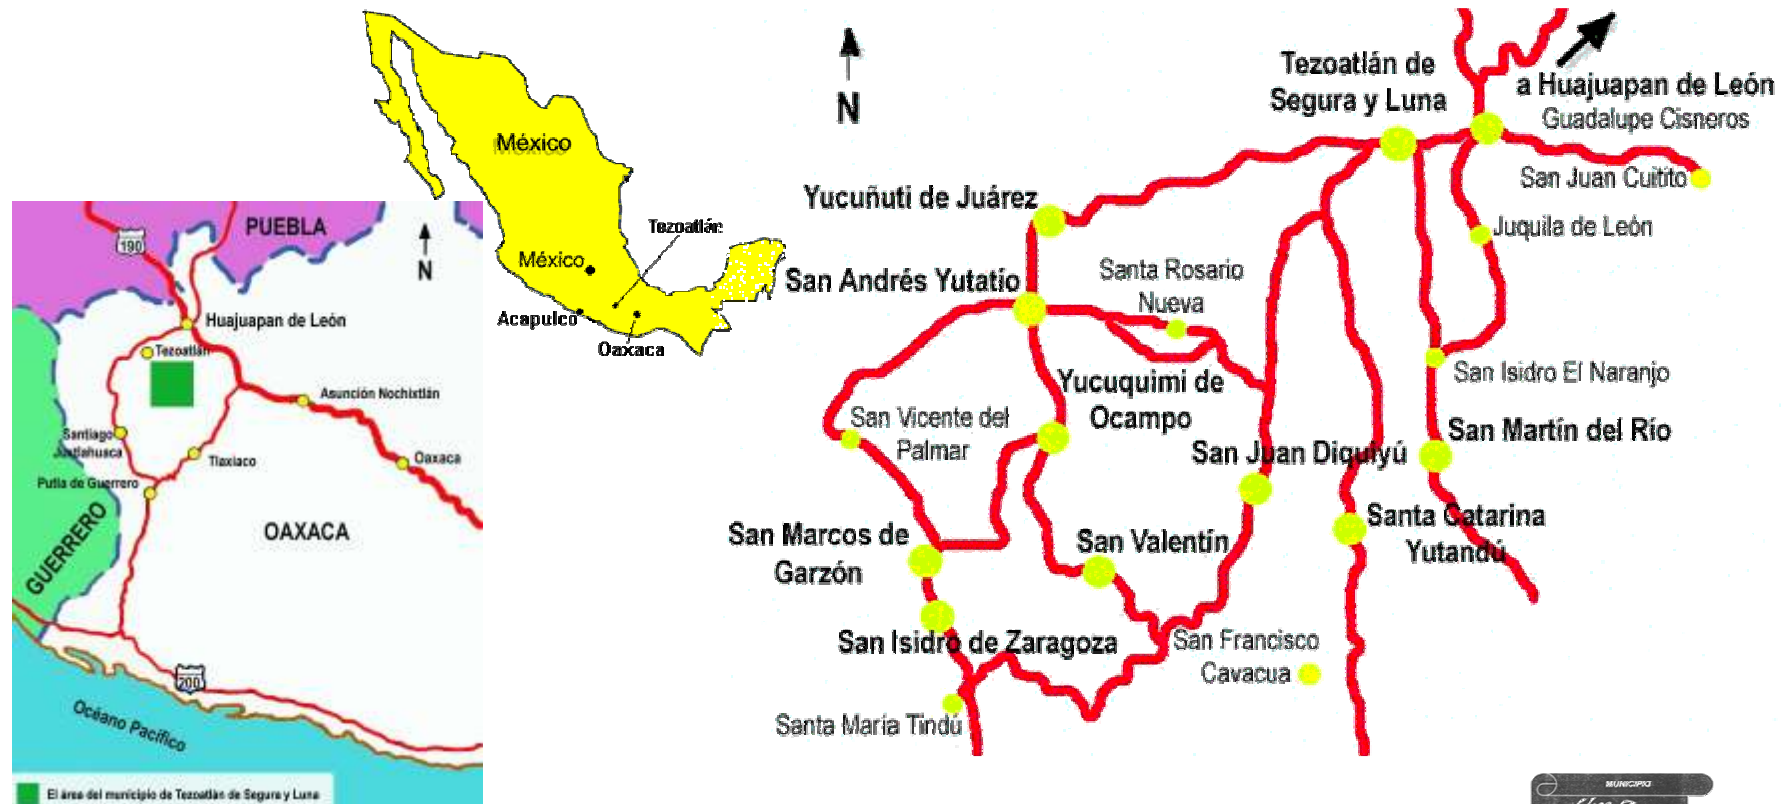 México
México
Tezoatlán
Acapulco
Oaxaca
190
PUEBLA
N
Huajuapan de León
Tezoatlán
Asunción Nochixtlán
Santiago
Juxtlahuaca
Tlaxiaco
Oaxaca
Putla de Guerrero
GUERRERO
OAXACA
200
Océano Pacífico
El área del municipio de Tezoatlán de Segura y Luna
N
Tezoatlán de
Segura y Luna
a Huajuapan de León
Guadalupe Cisneros
San Juan Cuitito
Yucuñuti de Juárez
Juquila de León
San Andrés Yutatío
Santa Rosario
Nueva
San Isidro El Naranjo
Yucuquimi de
Ocampo
San Vicente del
Palmar
San Martín del Río
San Juan Diquiyú
San Marcos de
Garzón
San Valentín
Santa Catarina
Yutandú
San Isidro de Zaragoza
San Francisco
Cavacua
Santa María Tindú
MUNICIPIO